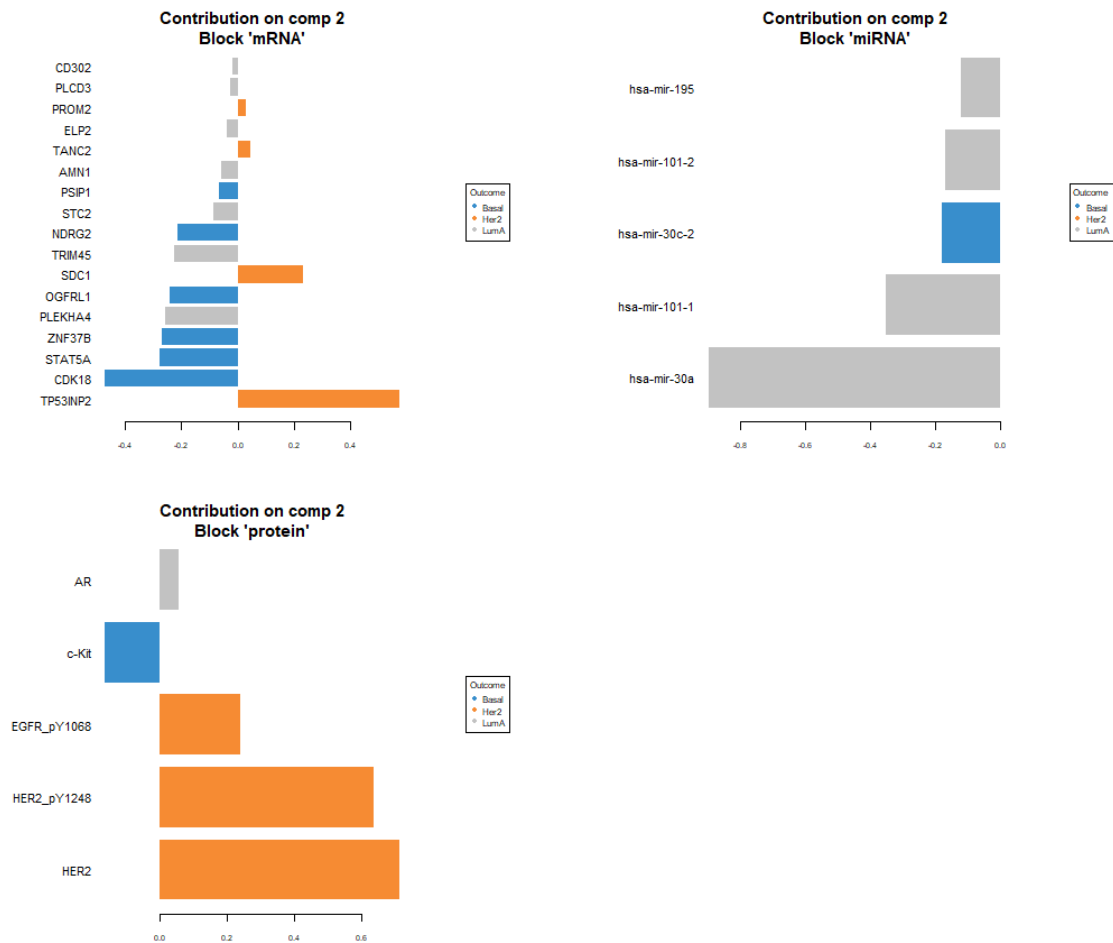 Contribution on comp 2
Block 'mRNA'
CD302
PLCD3
PROM2
ELP2
TANC2
AMN1
PSIP1
STC2
NDRG2
TRIM45
SDC1
OGFRL1
PLEKHA4
ZNF37B
STAT5A
CDK18
TP53INP2
-0.4 -0.2 0.0 0.2 0.4
Outcome
Basal
Her2
LumA
Contribution on comp 2
Block 'miRNA'
hsa-mir-195
hsa-mir-101-2
hsa-mir-30c-2
hsa-mir-101-1
hsa-mir-30a
-0.8 -0.6 -0.4 -0.2 0.0
Outcome
Basal
Her2
LumA
Contribution on comp 2
Block 'protein'
AR
c-Kit
EGFR_pY1068
HER2_pY1248
HER2
0.0 0.2 0.4 0.6
Outcome
Basal
Her2
LumA